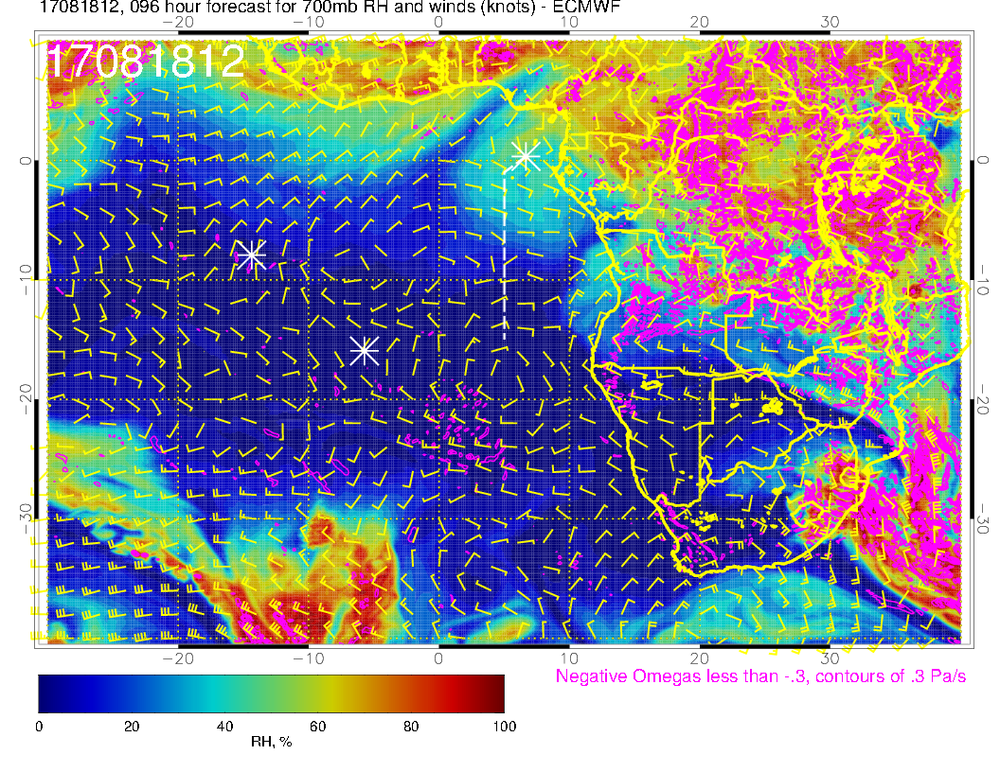 17081812, 096 hour forecast for 700mb RH and winds (knots) - ECMWF
−20 −10 0 10 20 30
17081812
0 0
−10 −10
−20 −20
−30 −30
−20 −10 0 10 20 30
Negative Omegas less than -.3, contours of .3 Pa/s
0 20 40 60 80 100
RH, %